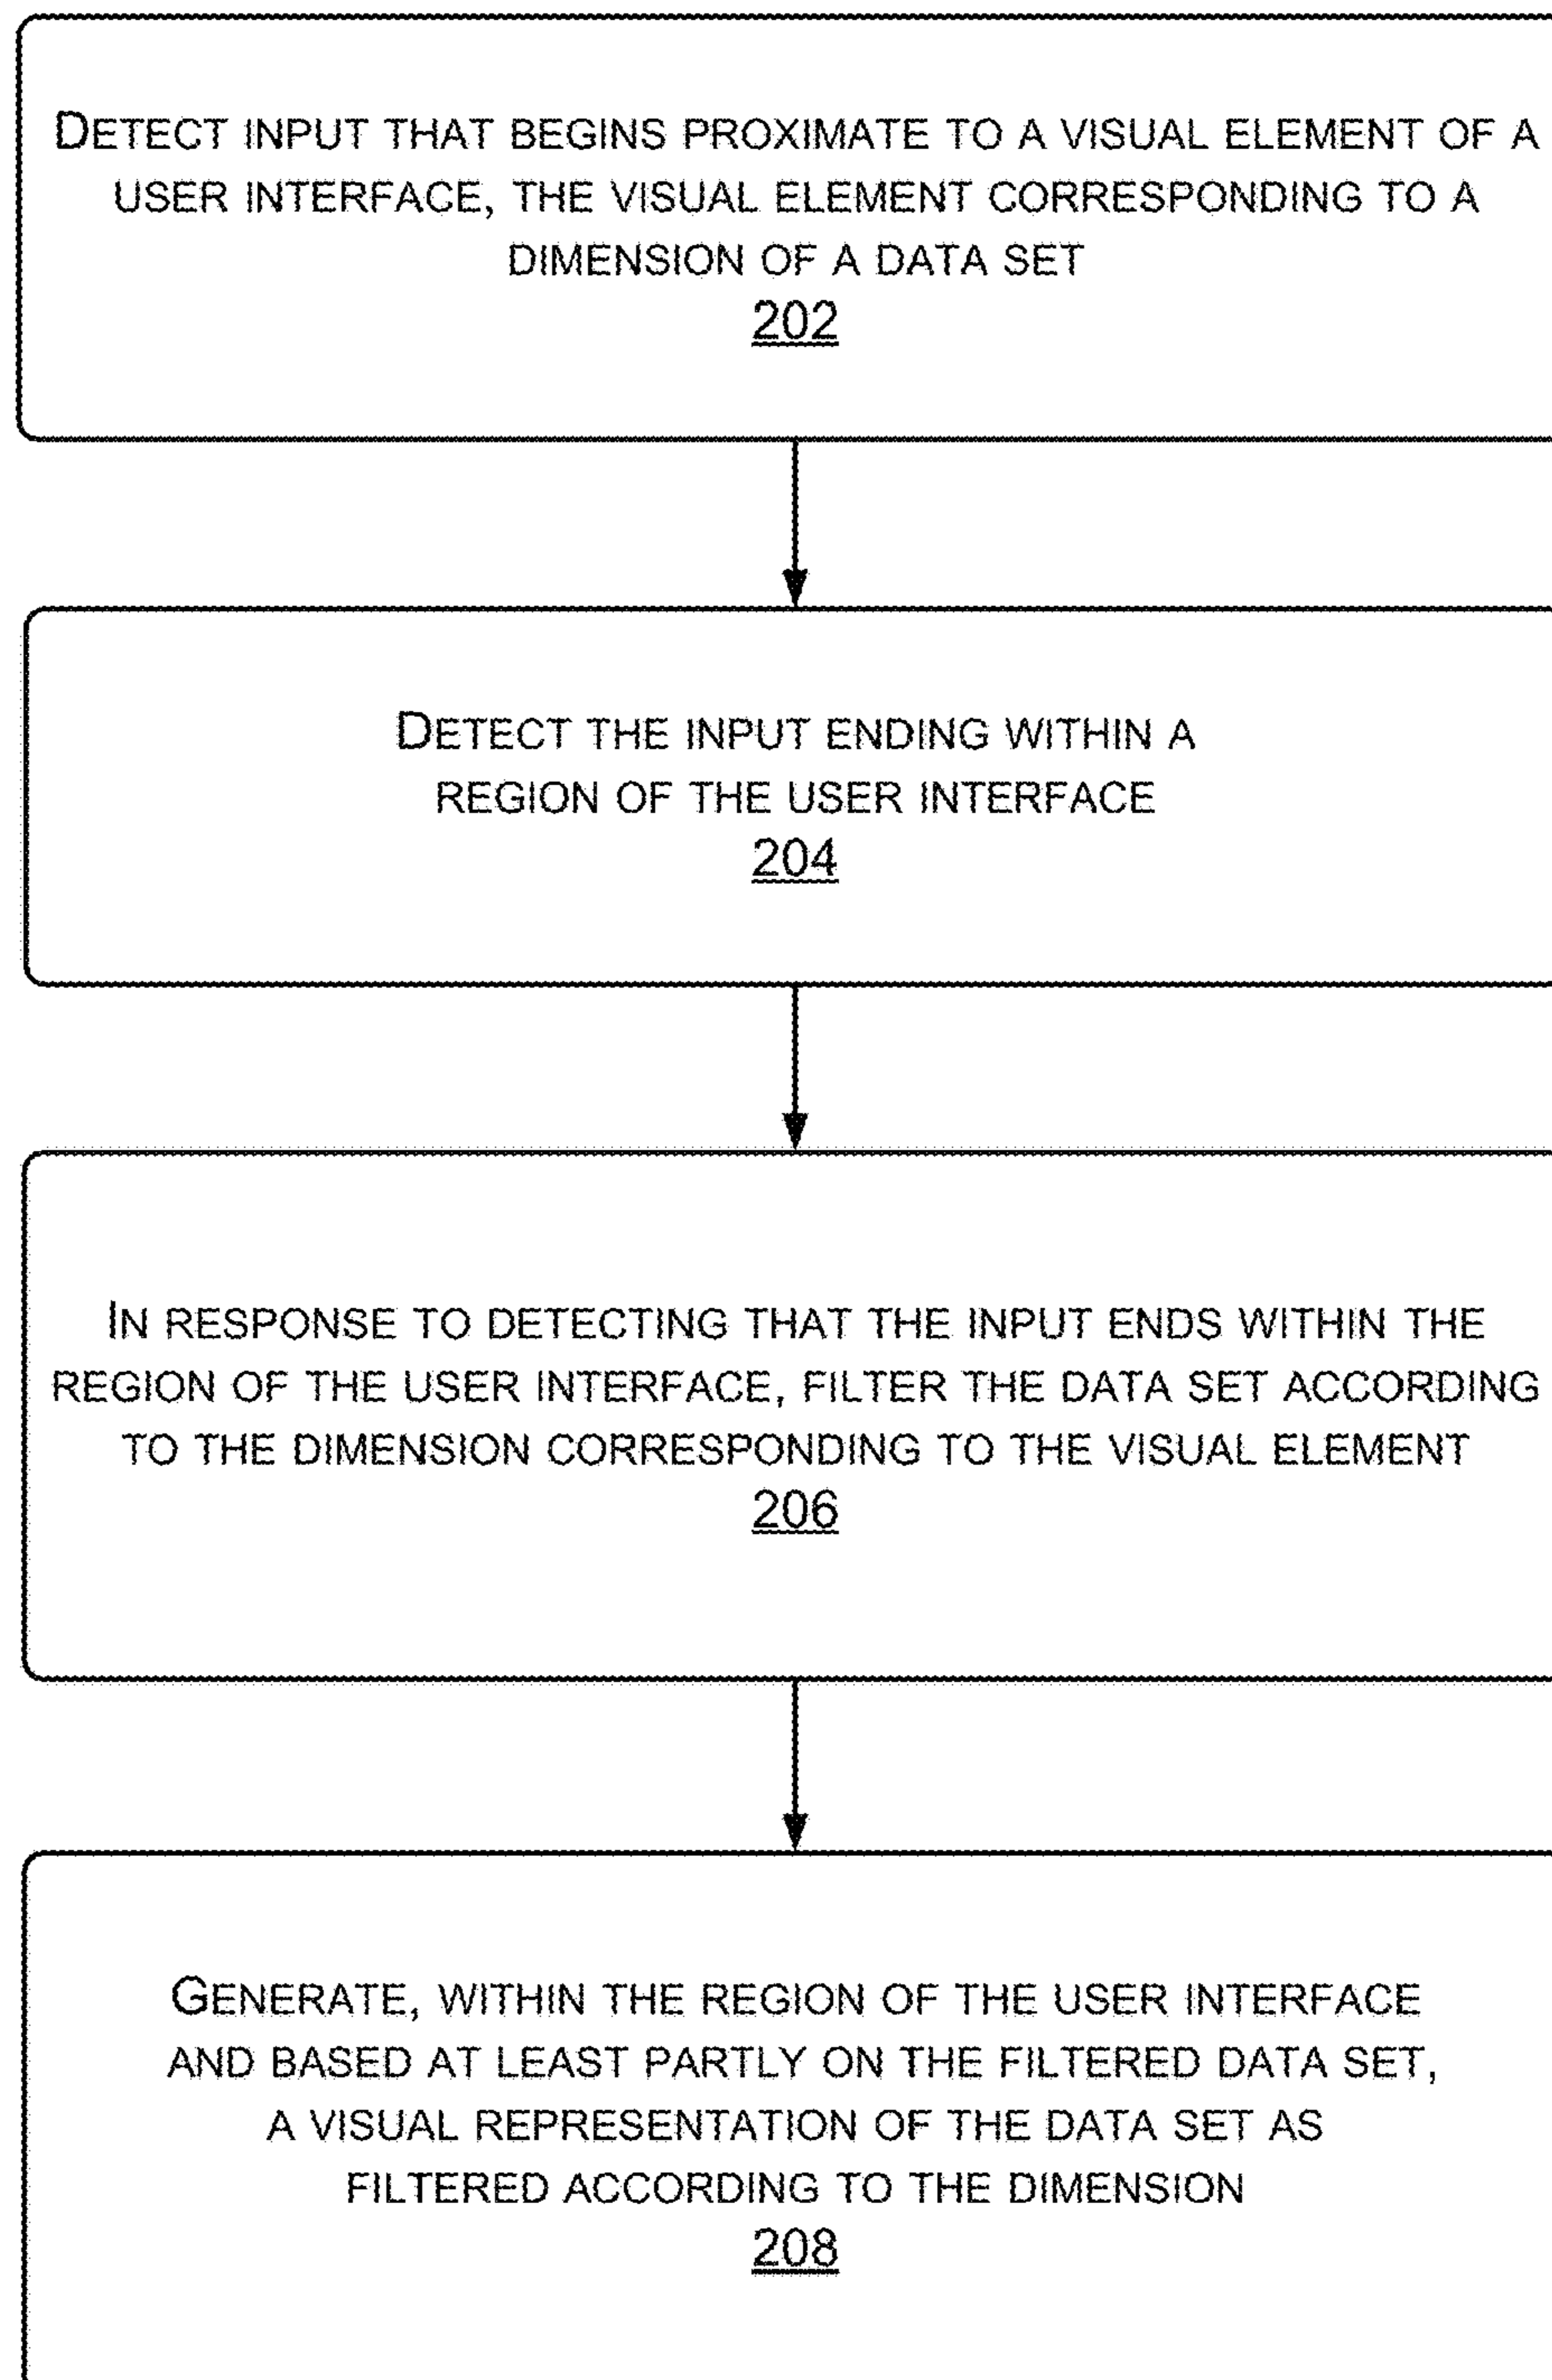 DETECT INPUT THAT BEGINS PROXIMATE TO A VISUAL ELEMENT OF A
USER INTERFACE, THE VISUAL ELEMENT CORRESPONDING TO A
DIMENSION OF A DATA SET
202
DETECT THE INPUT ENDING WITHIN A
REGION OF THE USER INTERFACE
204
IN RESPONSE TO DETECTING THAT THE INPUT ENDS WITHIN THE
REGION OF THE USER INTERFACE, FILTER THE DATA SET ACCORDING
TO THE DIMENSION CORRESPONDING TO THE VISUAL ELEMENT
206
GENERATE, WITHIN THE REGION OF THE USER INTERFACE
AND BASED AT LEAST PARTLY ON THE FILTERED DATA SET,
A VISUAL REPRESENTATION OF THE DATA SET AS
FILTERED ACCORDING TO THE DIMENSION
208